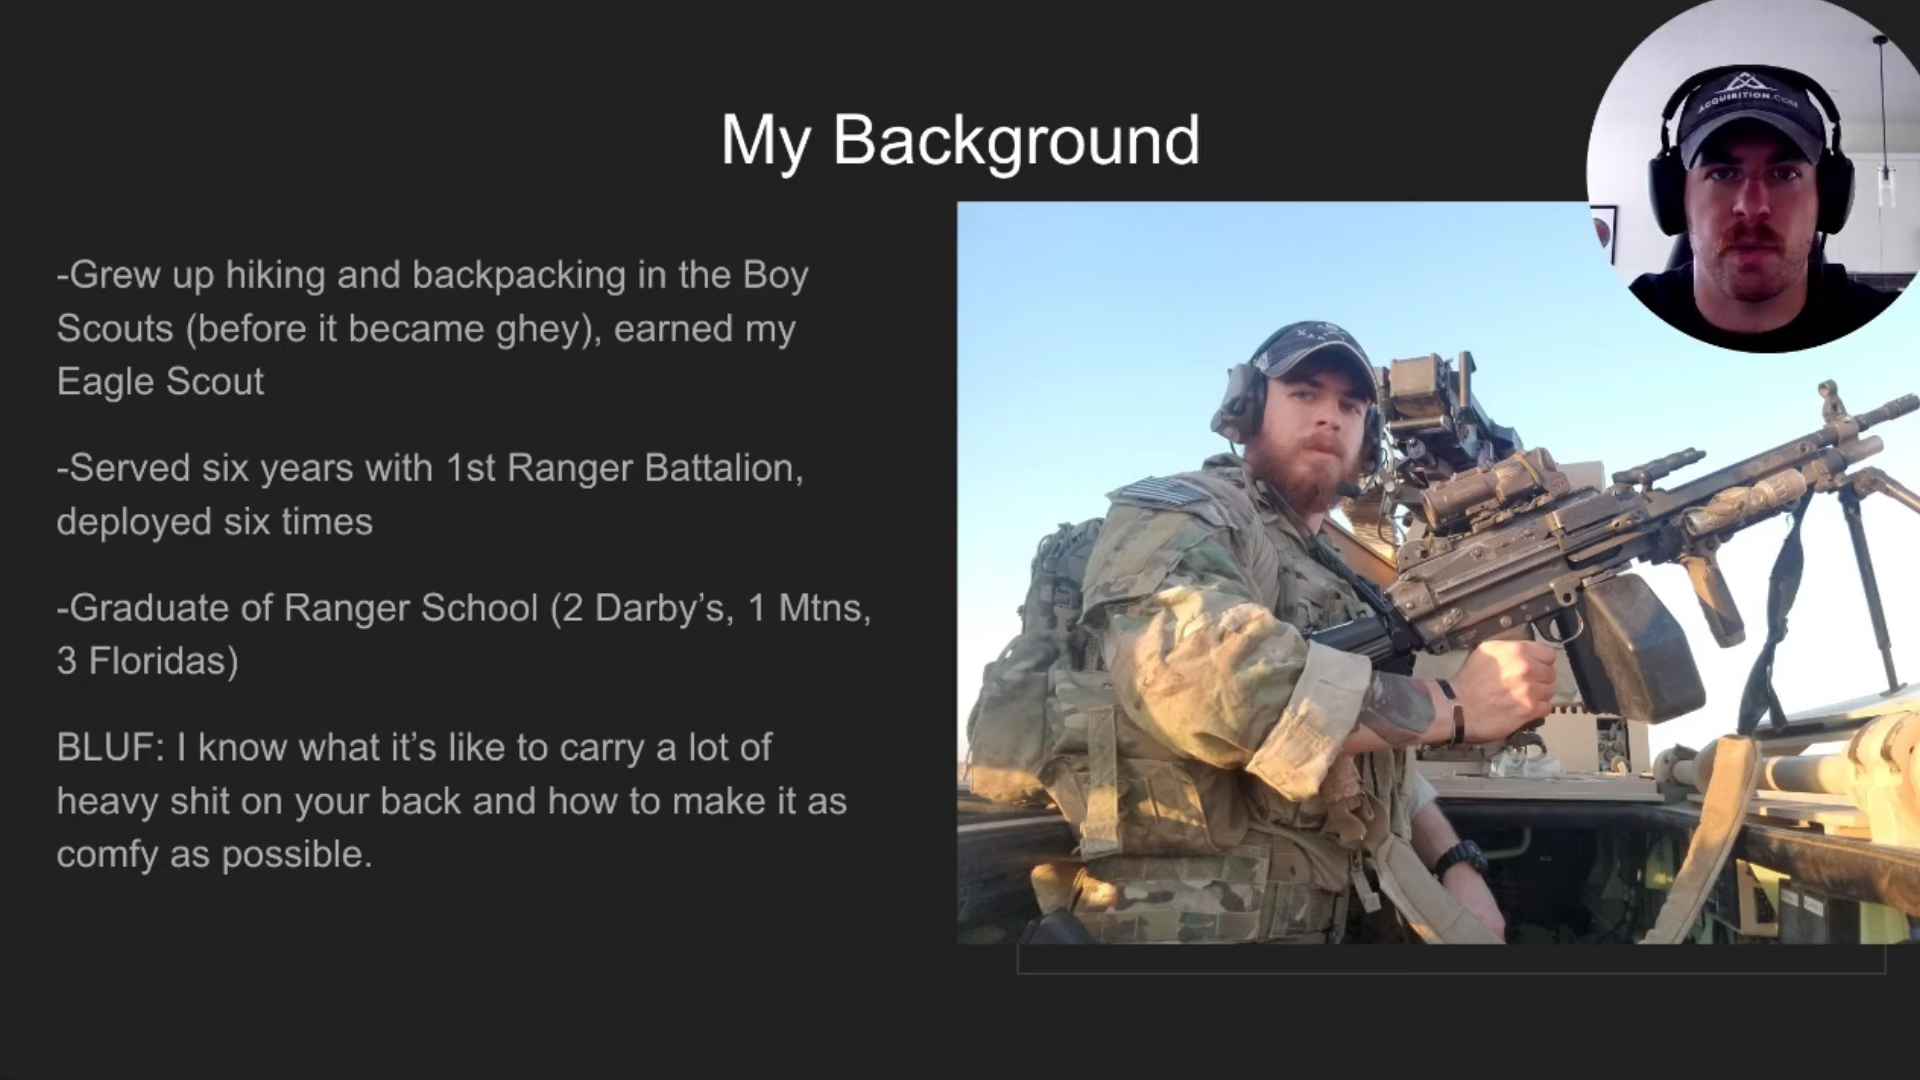 My Background
ACQUISITION.COM
-Grew up hiking and backpacking in the Boy
Scouts (before it became ghey), earned my
Eagle Scout
-Served six years with 1st Ranger Battalion,
deployed six times
-Graduate of Ranger School (2 Darby’s, 1 Mtns,
3 Floridas)
BLUF: I know what it’s like to carry a lot of
heavy shit on your back and how to make it as
comfy as possible.